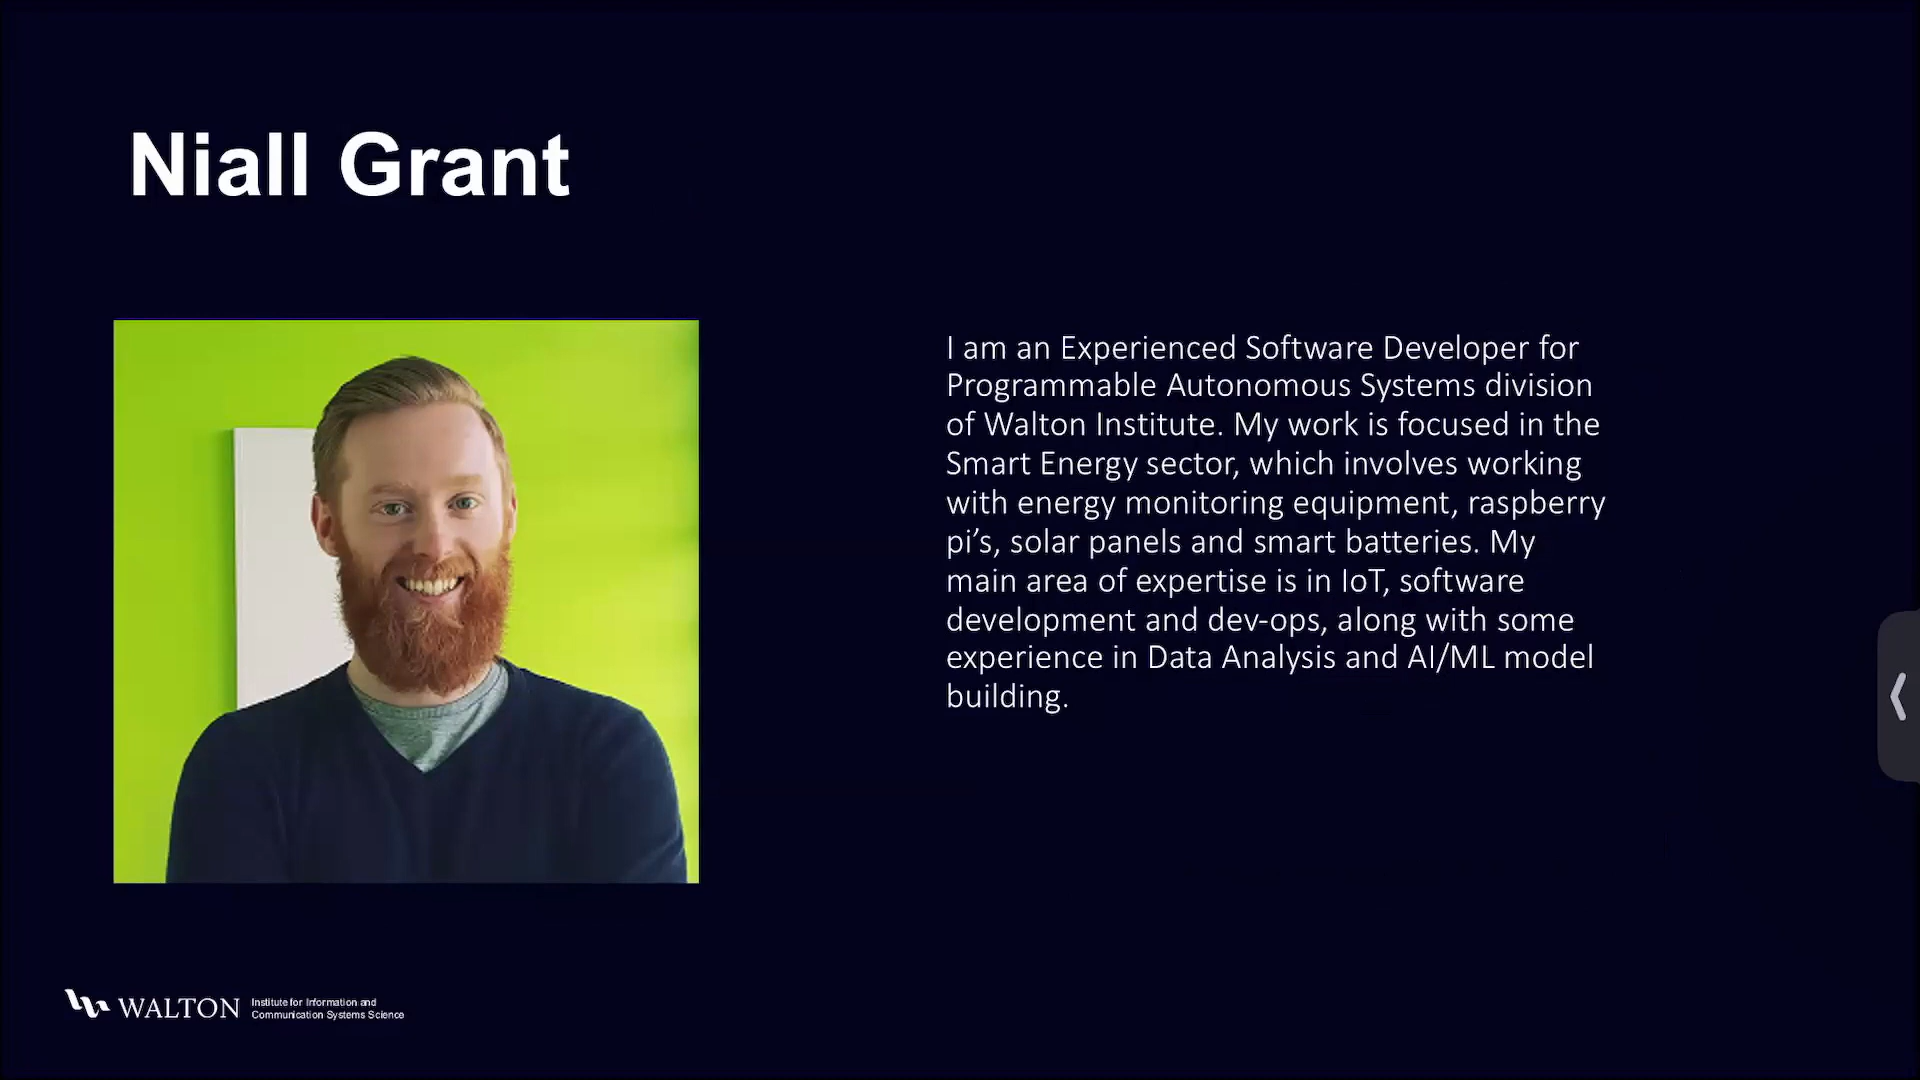 Niall Grant
I am an Experienced Software Developer for
Programmable Autonomous Systems division
of Walton Institute. My work is focused in the
Smart Energy sector, which involves working
with energy monitoring equipment, raspberry
pi’s, solar panels and smart batteries. My
main area of expertise is in IoT, software
development and dev-ops, along with some
experience in Data Analysis and AI/ML model
building.
WALTON
Institute for Information and
Communication Systems Science